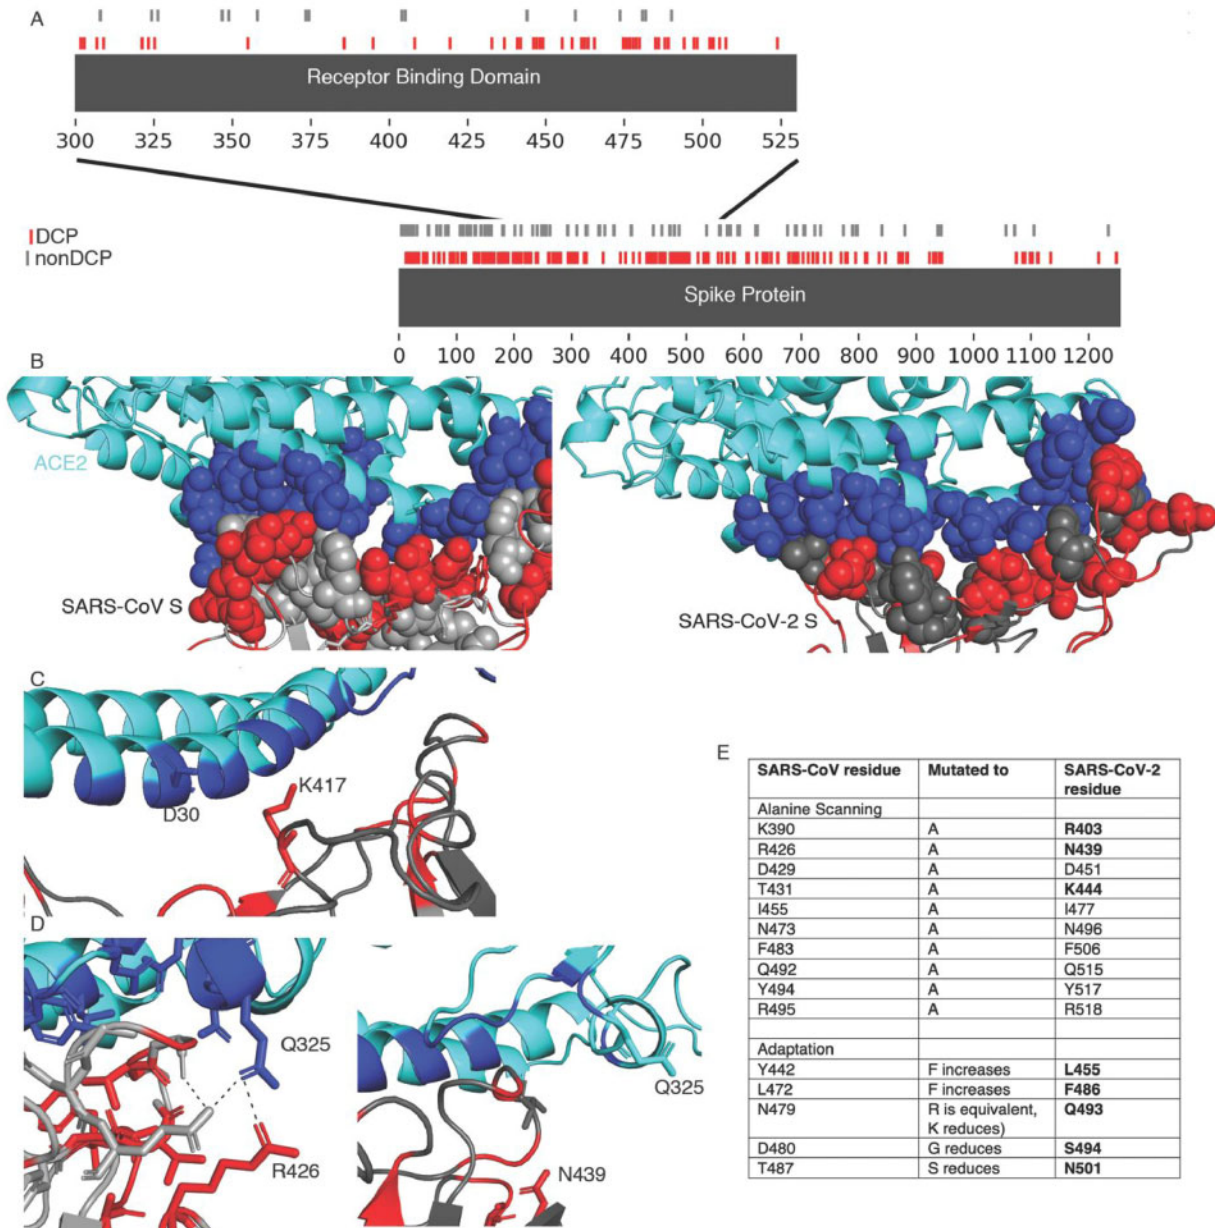 A
Receptor Binding Domain
300 325 350 375 400 425 450 475 500 525
DCP
nonDCP
Spike Protein
0 100 200 300 400 500 600 700 800 900 1000 1100 1200
B
ACE2
SARS-CoV S
SARS-CoV-2 S
C
D30
K417
D
Q325
R426
Q325
N439
E
SARS-CoV residue Mutated to SARS-CoV-2
residue
Alanine Scanning
K390 A R403
R426 A N439
D429 A D451
T431 A K444
I455 A I477
N473 A N496
F483 A F506
Q492 A Q515
Y494 A Y517
R495 A R518
Adaptation
Y442 F increases L455
L472 F increases F486
N479 R is equivalent, Q493
K reduces)
D480 G reduces S494
T487 S reduces N501